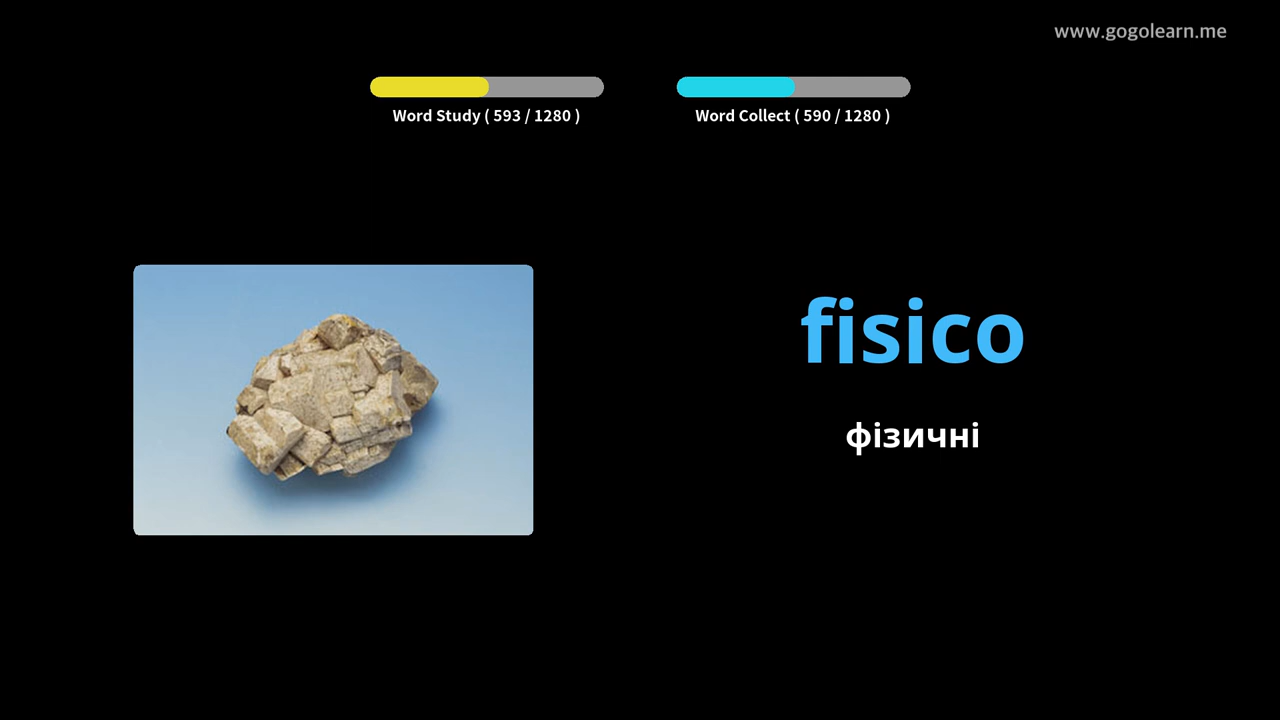 www.gogolearn.me
Word Study ( 593 / 1280 )
Word Collect ( 590 / 1280 )
fisico
фізичні